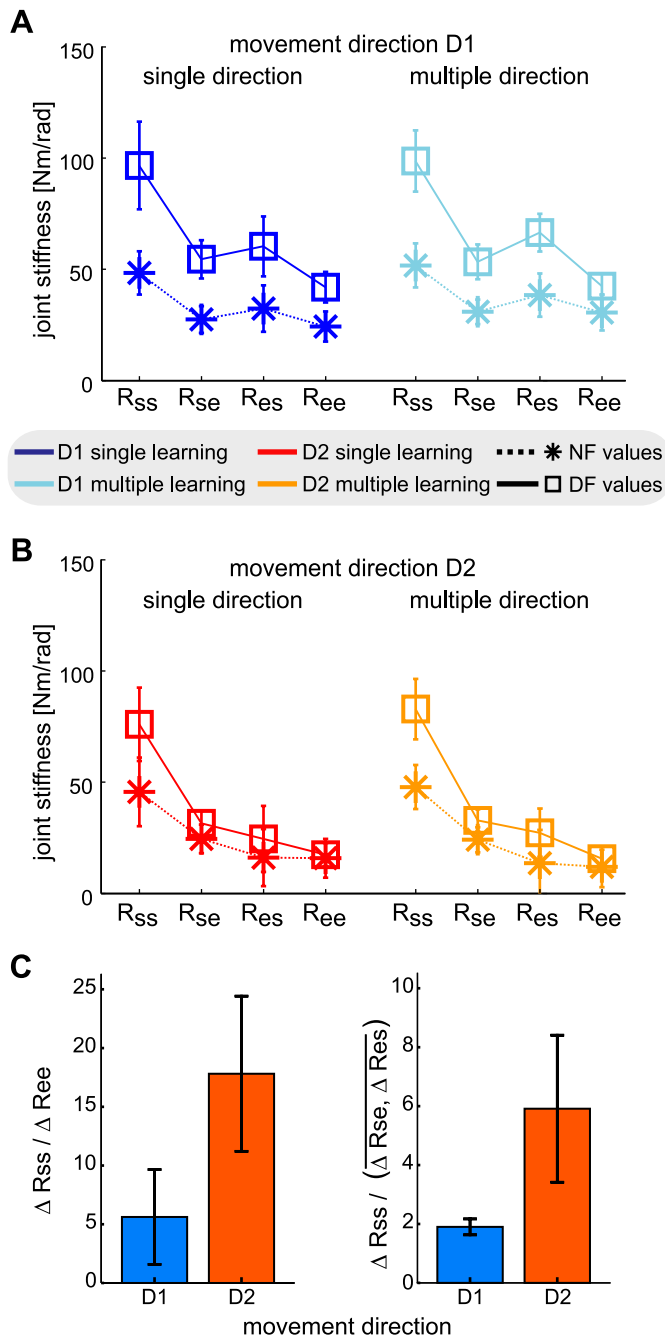 A
movement direction D1
single direction
multiple direction
joint stiffness [Nm/rad]
150
100
50
0
Rss Rse Res Ree
Rss Rse Res Ree
D1 single learning
D2 single learning
NF values
D1 multiple learning
D2 multiple learning
DF values
B
movement direction D2
single direction
multiple direction
joint stiffness [Nm/rad]
150
100
50
0
Rss Rse Res Ree
Rss Rse Res Ree
C
Δ Rss / Δ Ree
25
20
15
10
5
0
D1 D2
Δ Rss / (Δ Rse, Δ Res)
10
8
6
4
2
0
D1 D2
movement direction